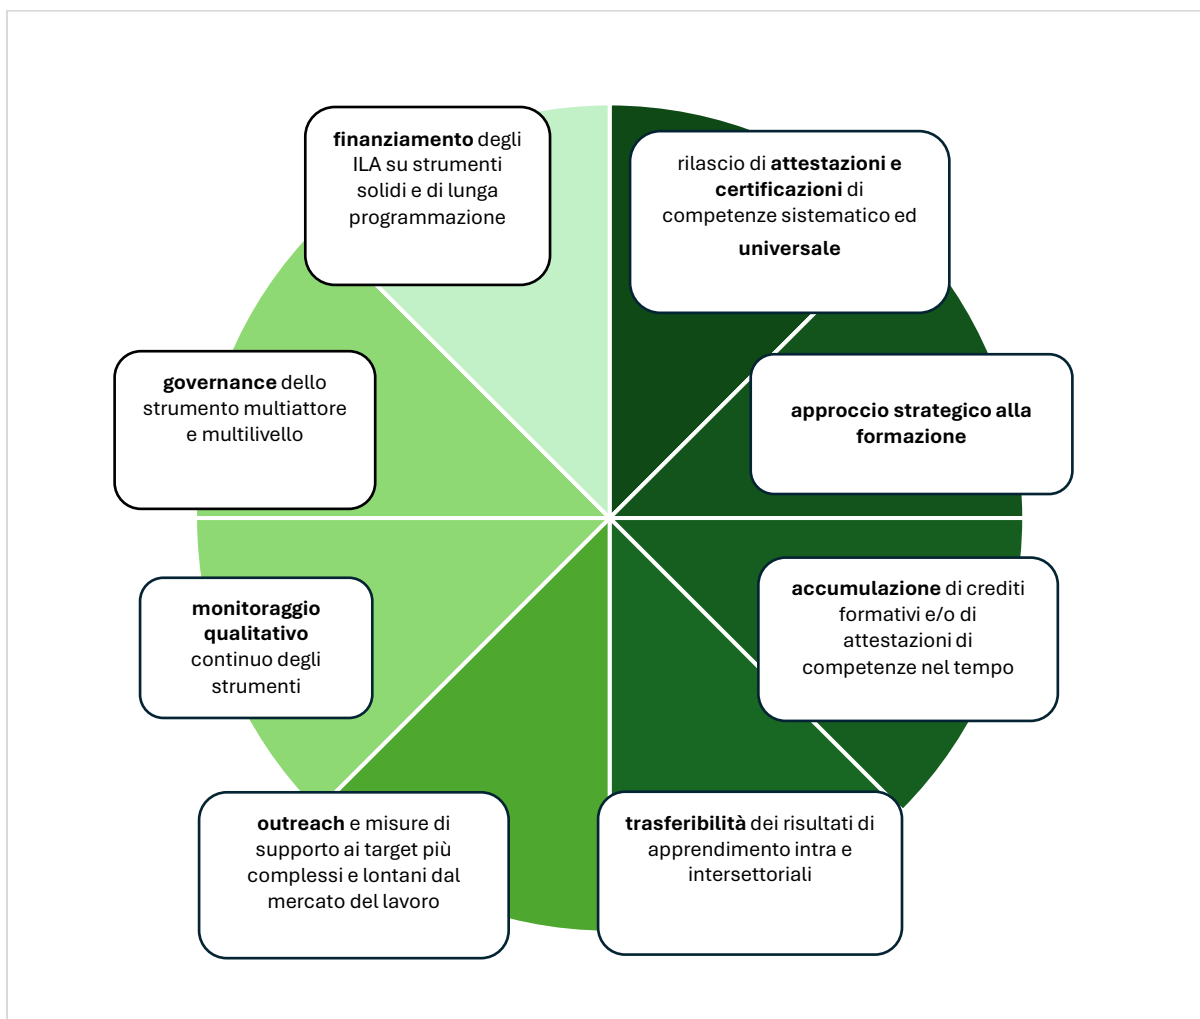 finanziamento degli
ILA su strumenti
solidi e di lunga
programmazione
rilascio di attestazioni e
certificazioni di
competenze sistematico ed
universale
governance dello
strumento multiattore
e multilivello
approccio strategico alla
formazione
monitoraggio
qualitativo
continuo degli
strumenti
accumulazione di crediti
formativi e/o di
attestazioni di
competenze nel tempo
outreach e misure di
supporto ai target più
complessi e lontani dal
mercato del lavoro
trasferibilità dei risultati di
apprendimento intra e
intersettoriali